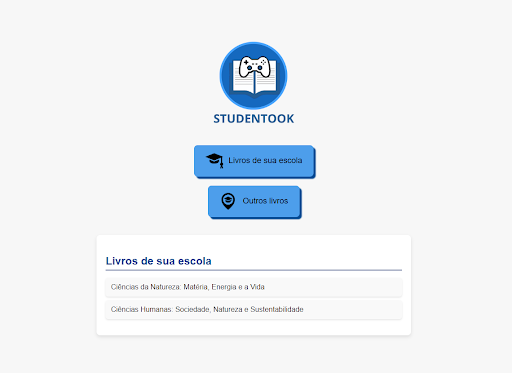 STUDENTOOK
Livros de sua escola
Outros livros
Livros de sua escola
Ciências da Natureza: Matéria, Energia e a Vida
Ciências Humanas: Sociedade, Natureza e Sustentabilidade